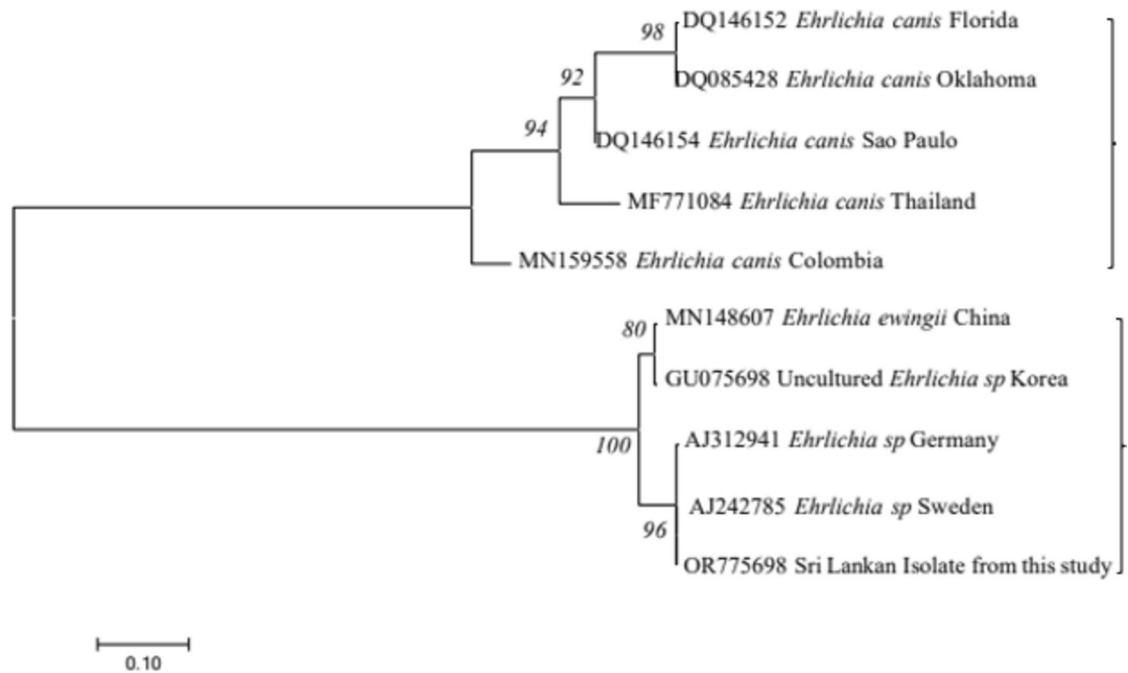 98
DQ146152 Ehrlichia canis Florida
92
DQ085428 Ehrlichia canis Oklahoma
94
DQ146154 Ehrlichia canis Sao Paulo
MF771084 Ehrlichia canis Thailand
MN159558 Ehrlichia canis Colombia
80
MN148607 Ehrlichia ewingii China
GU075698 Uncultured Ehrlichia sp Korea
100
AJ312941 Ehrlichia sp Germany
AJ242785 Ehrlichia sp Sweden
96
OR775698 Sri Lankan Isolate from this study
0.10